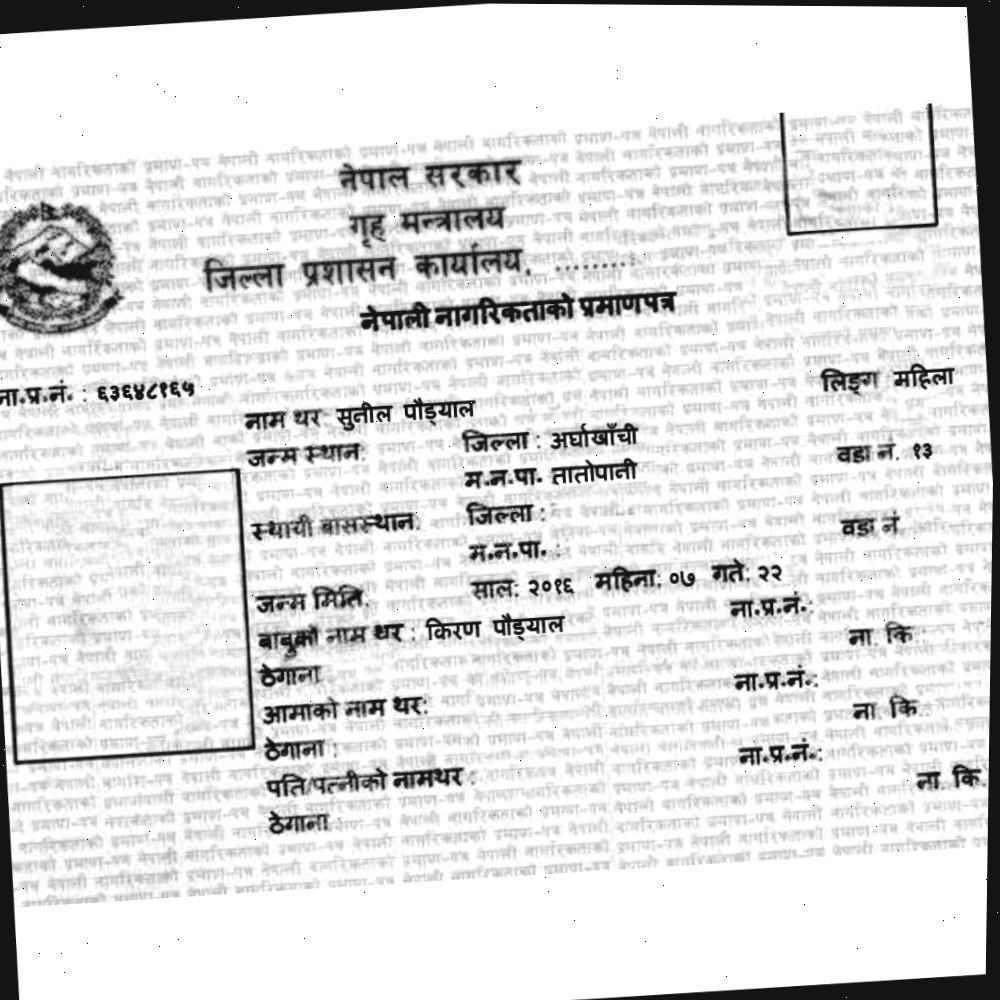 नेपाल सरकार
गृह मन्त्रालय
जिल्ला प्रशासन कार्यालय, ........
नेपाली नागरिकताको प्रमाणपत्र
ना.प्र.नं. : ६३६४८१६५
लिङ्ग महिला
नाम थर सुनील पौड्याल
जन्म स्थान: जिल्ला : अर्घाखाँची
म.न.पा. तातोपानी वडा नं. १३
स्थायी बासस्थान: जिल्ला :
म.न.पा. : वडा नं
जन्म मिति: साल: २०१६ महिना: ०७ गते: २२
बाबुको नाम थर : किरण पौड्याल ना.प्र.नं.:
ठेगाना ना. कि.:
आमाको नाम थर: ना.प्र.नं.:
ठेगाना : ना. कि.
पति/पत्नीको नामथर : ना.प्र.नं.:
ठेगाना : ना. कि.